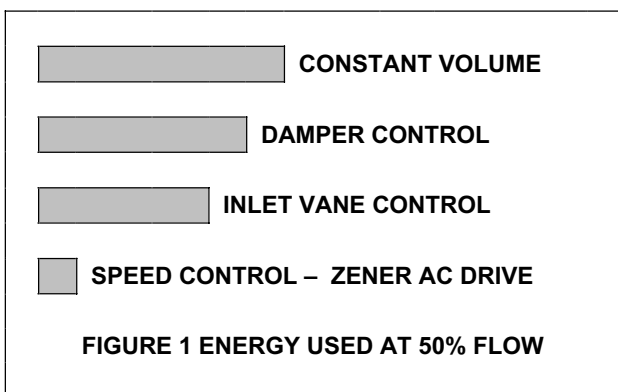 CONSTANT VOLUME
DAMPER CONTROL
INLET VANE CONTROL
SPEED CONTROL – ZENER AC DRIVE
FIGURE 1 ENERGY USED AT 50% FLOW